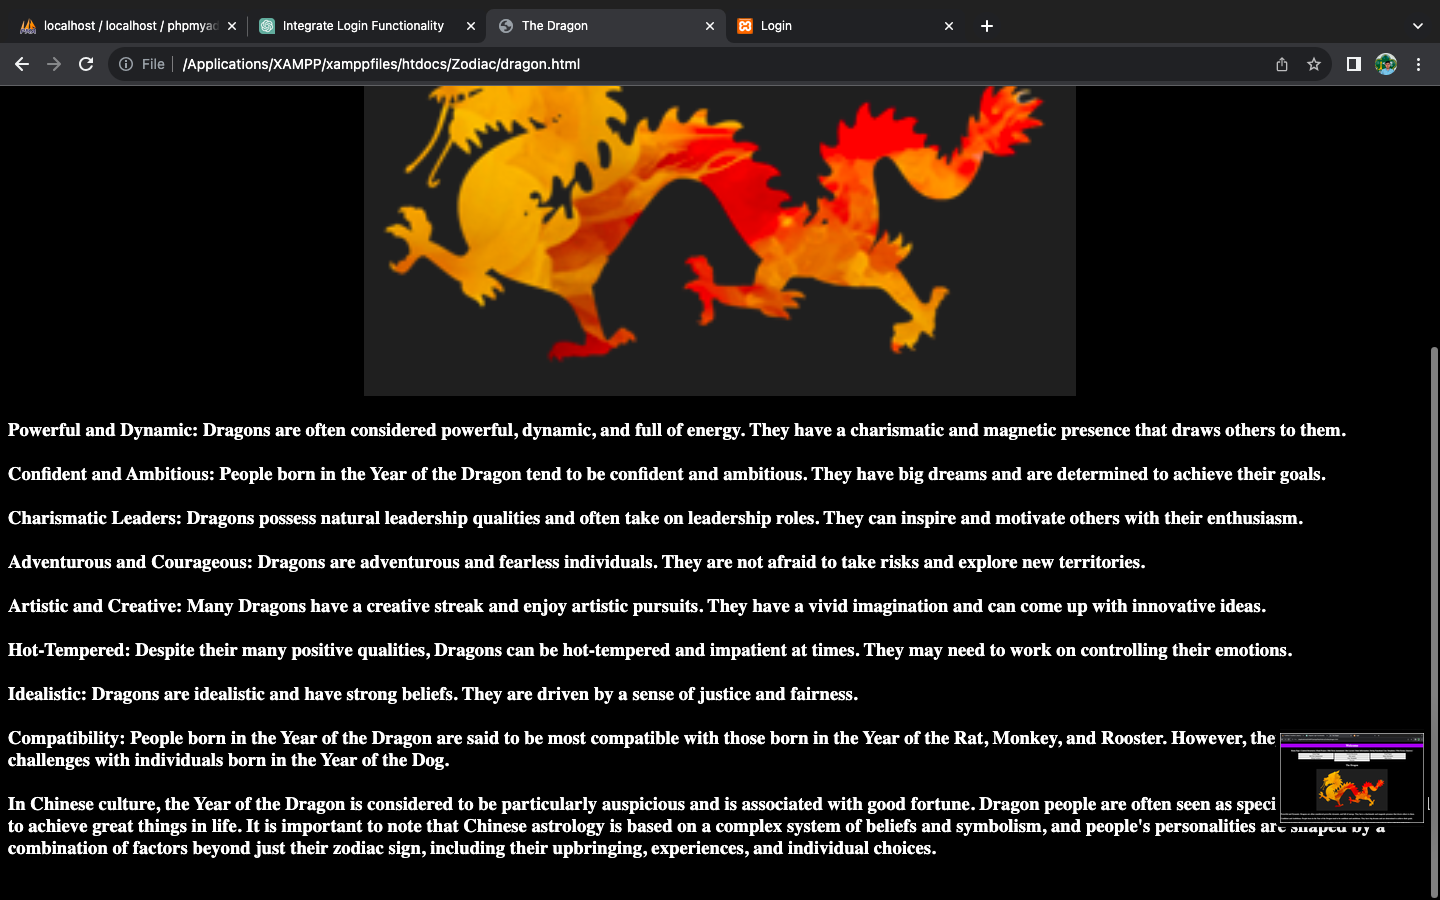 localhost / localhost / phpmyad
Integrate Login Functionality
The Dragon
Login
File
/Applications/XAMPP/xamppfiles/htdocs/Zodiac/dragon.html
Powerful and Dynamic: Dragons are often considered powerful, dynamic, and full of energy. They have a charismatic and magnetic presence that draws others to them.
Confident and Ambitious: People born in the Year of the Dragon tend to be confident and ambitious. They have big dreams and are determined to achieve their goals.
Charismatic Leaders: Dragons possess natural leadership qualities and often take on leadership roles. They can inspire and motivate others with their enthusiasm.
Adventurous and Courageous: Dragons are adventurous and fearless individuals. They are not afraid to take risks and explore new territories.
Artistic and Creative: Many Dragons have a creative streak and enjoy artistic pursuits. They have a vivid imagination and can come up with innovative ideas.
Hot-Tempered: Despite their many positive qualities, Dragons can be hot-tempered and impatient at times. They may need to work on controlling their emotions.
Idealistic: Dragons are idealistic and have strong beliefs. They are driven by a sense of justice and fairness.
Compatibility: People born in the Year of the Dragon are said to be most compatible with those born in the Year of the Rat, Monkey, and Rooster. However, the
challenges with individuals born in the Year of the Dog.
In Chinese culture, the Year of the Dragon is considered to be particularly auspicious and is associated with good fortune. Dragon people are often seen as speci
to achieve great things in life. It is important to note that Chinese astrology is based on a complex system of beliefs and symbolism, and people's personalities are shaped by a
combination of factors beyond just their zodiac sign, including their upbringing, experiences, and individual choices.